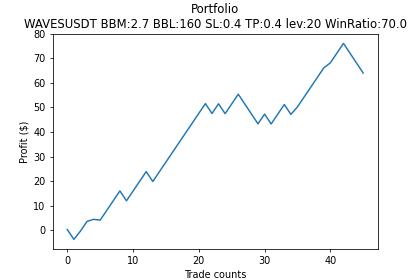 Portfolio
WAVESUSDT BBM:2.7 BBL:160 SL:0.4 TP:0.4 lev:20 WinRatio:70.0
80
70
60
50
40
30
20
10
0
Profit ($)
0 10 20 30 40
Trade counts